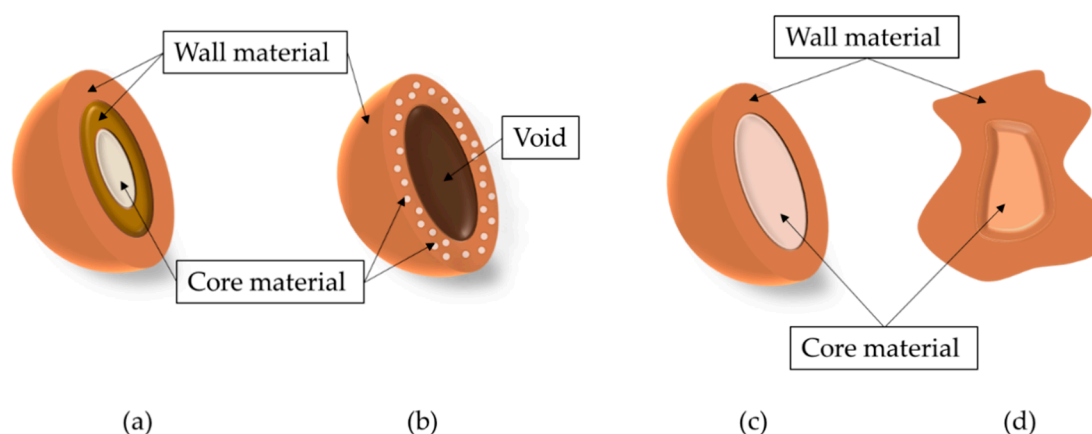 Wall material
Void
Core material
Wall material
Core material
(a)
(b)
(c)
(d)